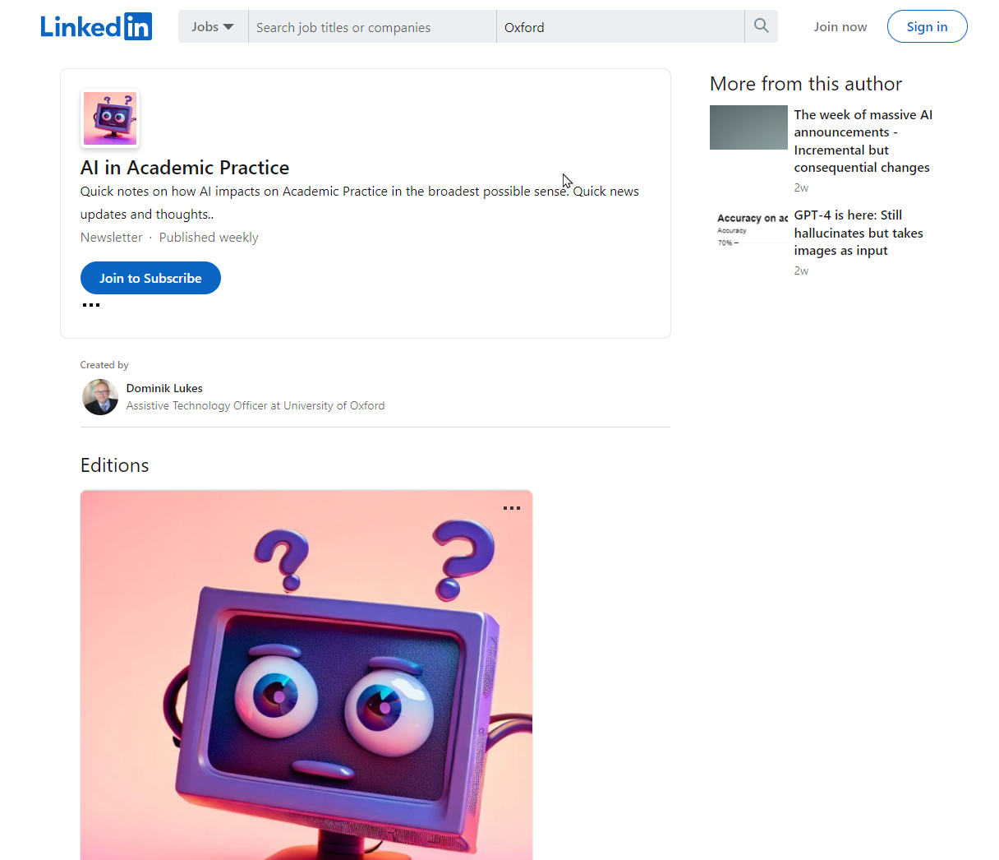 Linked in
Jobs
Search job titles or companies
Oxford
Join now
Sign in
AI in Academic Practice
Quick notes on how AI impacts on Academic Practice in the broadest possible sense. Quick news
updates and thoughts..
Newsletter · Published weekly
Join to Subscribe
Created by
Dominik Lukes
Assistive Technology Officer at University of Oxford
Editions
? ?
More from this author
The week of massive AI
announcements -
Incremental but
consequential changes
2w
Accuracy on
Accuracy
70%
GPT-4 is here: Still
hallucinates but takes
images as input
2w